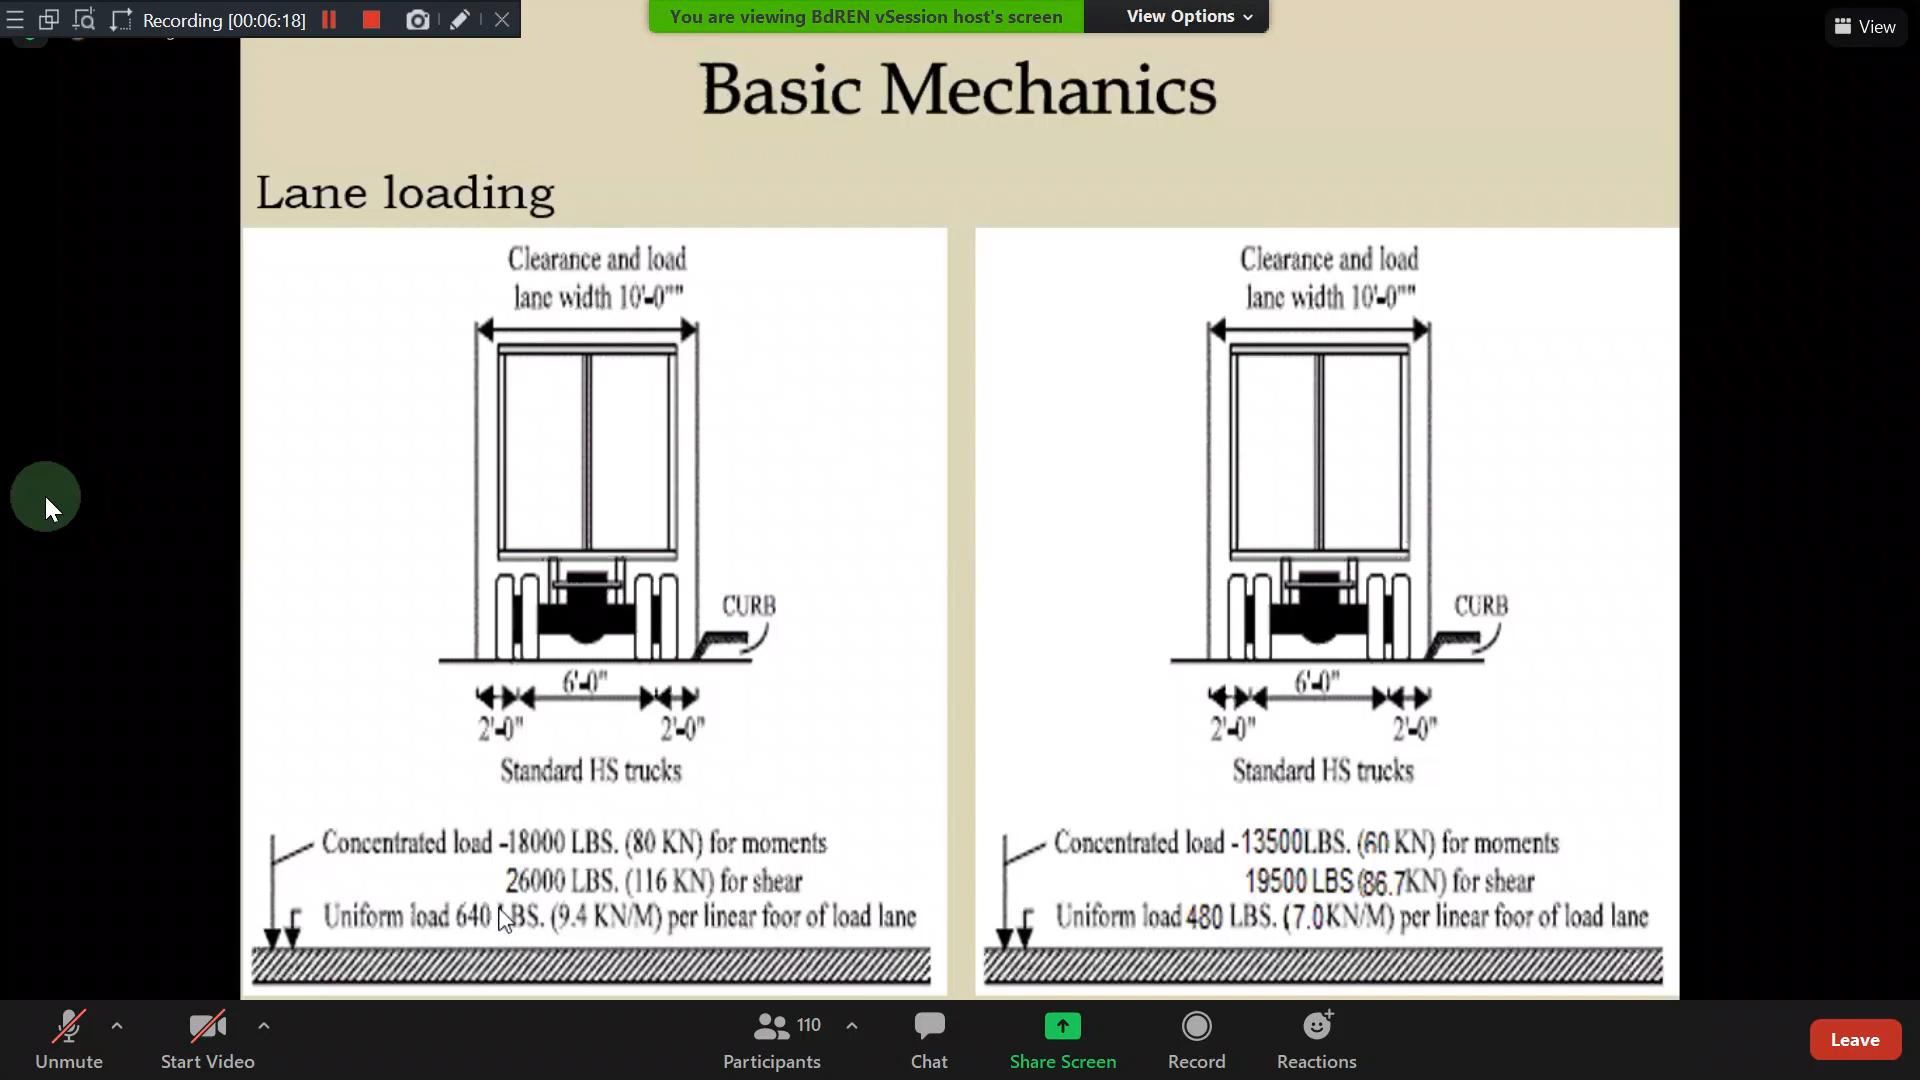 Recording [00:06:18]
You are viewing BdREN vSession host's screen
View Options
View
Basic Mechanics
Lane loading
Clearance and load
lane width 10'-0""
CURB
6'-0"
2'-0" 2'-0"
Standard HS trucks
Concentrated load -18000 LBS. (80 KN) for moments
26000 LBS. (116 KN) for shear
Uniform load 640 LBS. (9.4 KN/M) per linear foor of load lane
Clearance and load
lane width 10'-0""
CURB
6'-0"
2'-0" 2'-0"
Standard HS trucks
Concentrated load -13500LBS. (60 KN) for moments
19500 LBS (86.7KN) for shear
Uniform load 480 LBS. (7.0KN/M) per linear foor of load lane
Unmute
Start Video
110
Participants
Chat
Share Screen
Record
Reactions
Leave